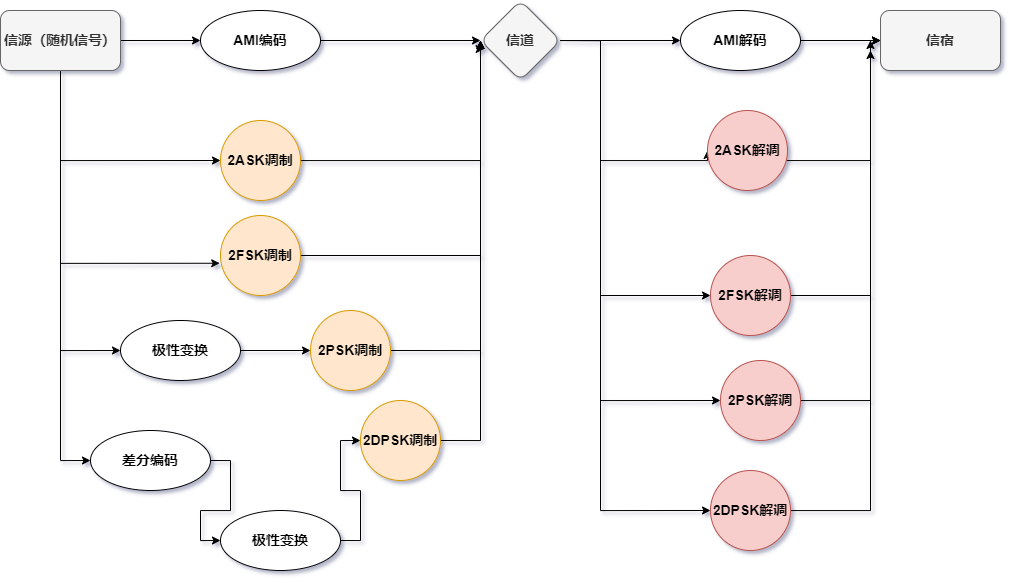 信源（随机信号）
AMI编码
信道
AMI解码
信宿
2ASK调制
2ASK解调
2FSK调制
2FSK解调
极性变换
2PSK调制
2PSK解调
差分编码
2DPSK调制
2DPSK解调
极性变换